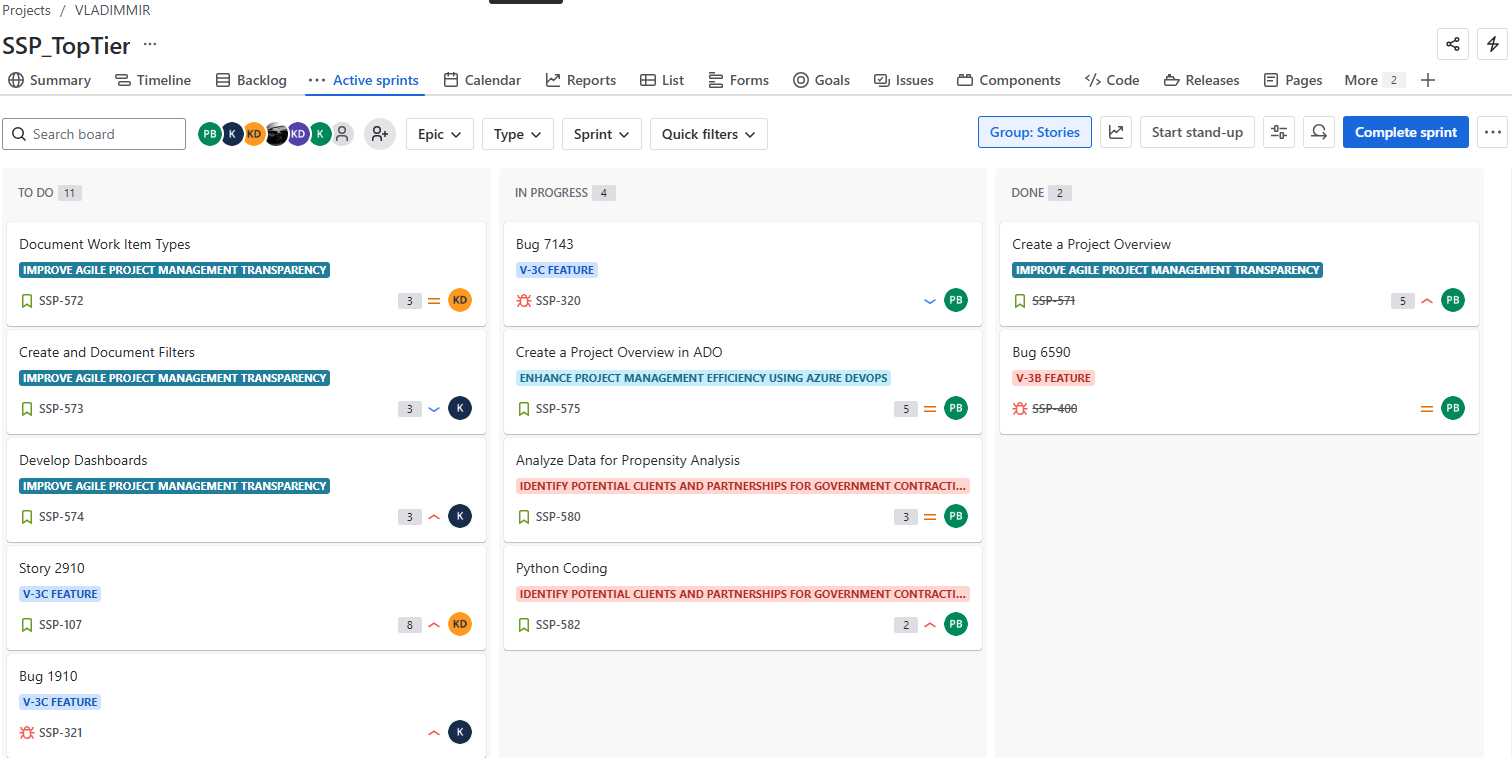 Projects / VLADIMMIR
SSP_TopTier ...
Summary Timeline Backlog Active sprints Calendar Reports List Forms Goals Issues Components Code Releases Pages More 2
Search board PB K KD KD K Epic Type Sprint Quick filters Group: Stories Start stand-up Complete sprint
TO DO 11
Document Work Item Types
IMPROVE AGILE PROJECT MANAGEMENT TRANSPARENCY
SSP-572 3 KD
Create and Document Filters
IMPROVE AGILE PROJECT MANAGEMENT TRANSPARENCY
SSP-573 3 K
Develop Dashboards
IMPROVE AGILE PROJECT MANAGEMENT TRANSPARENCY
SSP-574 3 K
Story 2910
V-3C FEATURE
SSP-107 8 KD
Bug 1910
V-3C FEATURE
SSP-321 K
IN PROGRESS 4
Bug 7143
V-3C FEATURE
SSP-320 PB
Create a Project Overview in ADO
ENHANCE PROJECT MANAGEMENT EFFICIENCY USING AZURE DEVOPS
SSP-575 5 PB
Analyze Data for Propensity Analysis
IDENTIFY POTENTIAL CLIENTS AND PARTNERSHIPS FOR GOVERNMENT CONTRACTI...
SSP-580 3 PB
Python Coding
IDENTIFY POTENTIAL CLIENTS AND PARTNERSHIPS FOR GOVERNMENT CONTRACTI...
SSP-582 2 PB
DONE 2
Create a Project Overview
IMPROVE AGILE PROJECT MANAGEMENT TRANSPARENCY
SSP-571 5 PB
Bug 6590
V-3B FEATURE
SSP-400 PB